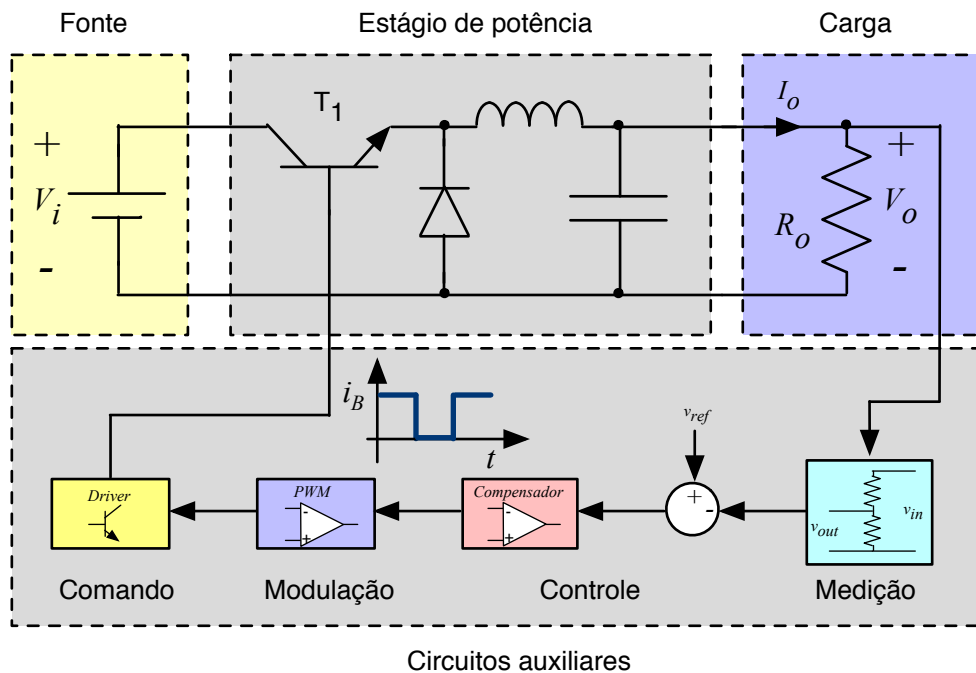 Fonte
Estágio de potência
Carga
T1
Io
+
Vi
-
Ro
+
Vo
-
iB
t
vref
+
-
Driver
PWM
-
+
Compensador
-
+
vout
vin
Comando
Modulação
Controle
Medição
Circuitos auxiliares